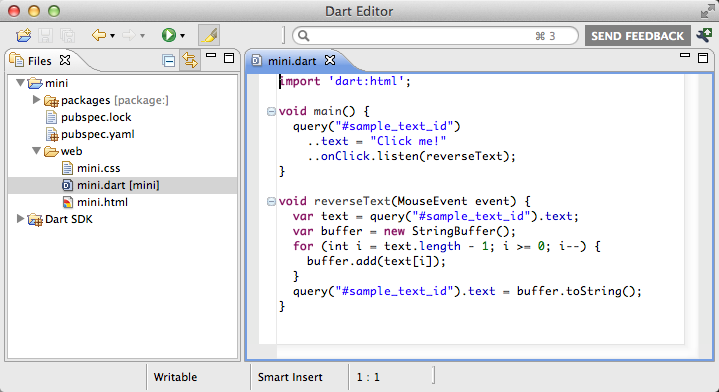 Dart Editor
⌘ 3
SEND FEEDBACK
Files
mini
packages [package:]
pubspec.lock
pubspec.yaml
web
mini.css
mini.dart [mini]
mini.html
Dart SDK
mini.dart
import 'dart:html';
void main() {
query("#sample_text_id")
..text = "Click me!"
..onClick.listen(reverseText);
}
void reverseText(MouseEvent event) {
var text = query("#sample_text_id").text;
var buffer = new StringBuffer();
for (int i = text.length - 1; i >= 0; i--) {
buffer.add(text[i]);
}
query("#sample_text_id").text = buffer.toString();
}
Writable
Smart Insert
1 : 1